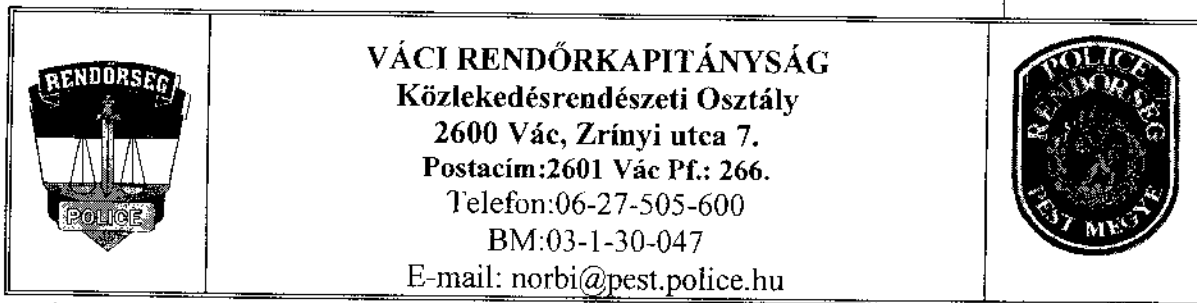 RENDŐRSÉG
POLICE
VÁCI RENDŐRKAPITÁNYSÁG
Közlekedésrendészeti Osztály
2600 Vác, Zrínyi utca 7.
Postacím:2601 Vác Pf.: 266.
Telefon:06-27-505-600
BM:03-1-30-047
E-mail: norbi@pest.police.hu
POLICE
RENDŐRSÉG
PEST MEGYE